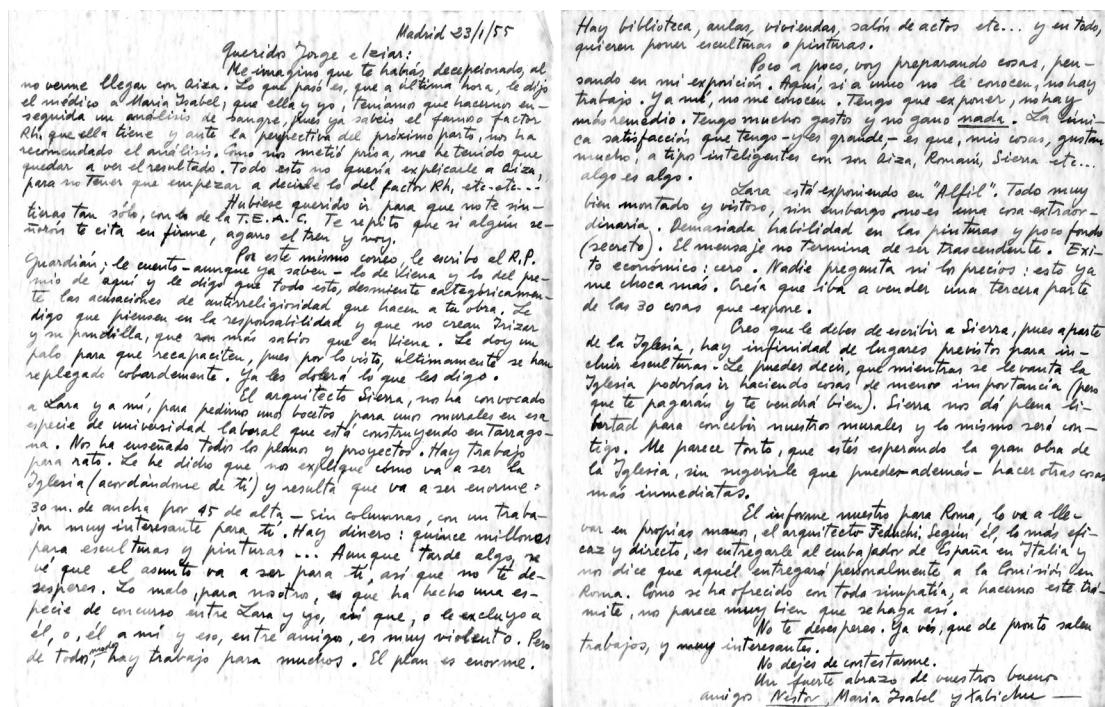 Madrid 23/1/55
Queridos Jorge e Iziar:
Me imagino que te habrás, decepcionado, al
no verme llegar con Aiza. Lo que pasó es, que a última hora, le dijo
el médico a Maria Isabel, que ella y yo, teníamos que hacernos en-
seguida un análisis de sangre, pues ya sabeis el famoso factor
Rh, que ella tiene y ante la perspectiva del próximo parto, nos ha
recomendado el análisis. Como nos metió prisa, me he tenido que
quedar a ver el resultado. Todo esto no quería explicarle a Aiza,
para no tener que empezar a decirle lo del factor Rh, etc-etc---
Hubiese querido ir para que no te sin-
tieras tan sólo, con lo de la T.E.A.C. Te repito que si algún se-
ñorón te cita en firme, agarro el tren y voy.
Por este mismo correo, le escribo al R.P.
Guardián; le cuento - aunque ya saben - lo de Viena y lo del pre-
mio de aquí y le digo que todo esto, desmiente categóricamen-
te las acusaciones de antirreligiosidad que hacen a tu obra. Le
digo que piensen en la responsabilidad y que no crean Irizar
y su pandilla, que son más sabios que en Viena. Le doy un
palo para que recapaciten, pues por lo visto, últimamente se han
replegado cobardemente. Ya les dolerá lo que les digo.
El arquitecto Sierra, nos ha convocado
a Lara y a mí, para pedirnos unos bocetos para unos murales en esa
especie de universidad laboral que está construyendo en Tarrago-
na. Nos ha enseñado todos los planos y proyectos. Hay trabajo
para rato. Le he dicho que nos explique cómo va a ser la
Iglesia (acordándome de ti) y resulta que va a ser enorme:
30 m. de ancha por 45 de alta - sin columnas, con un traba-
jon muy interesante para ti. Hay dinero: quince millones
para esculturas y pinturas ... Aunque tarde algo, se
vé que el asunto va a ser para ti, así que no te de-
sesperes. Lo malo, para nosotros, es que ha hecho una es-
pecie de concurso entre Lara y yo, así que, o le excluyo a
él, o, él a mí y eso, entre amigos, es muy violento. Pero
de todos modos, hay trabajo para muchos. El plan es enorme.
Hay biblioteca, aulas, viviendas, salón de actos etc... y en todo,
quieren poner esculturas o pinturas.
Poco a poco, voy preparando cosas, pen-
sando en mi exposición. Aquí, si a uno no le conocen, no hay
trabajo. Y a mí, no me conocen. Tengo que exponer, no hay
más remedio. Tengo muchos gastos y no gano nada. La úni-
ca satisfacción que tengo - y es grande - es que, mis cosas, gustan
mucho, a tipos inteligentes con son Aiza, Romaní, Sierra etc...
algo es algo.
Lara está exponiendo en "Alfil". Todo muy
bien montado y vistoso, sin embargo no es una cosa extraor-
dinaria. Demasiada habilidad en las pinturas y poco fondo
(secreto). El mensaje no termina de ser trascendente. Exi-
to económico: cero. Nadie pregunta ni los precios: esto ya
me choca más. Creía que iba a vender una tercera parte
de las 30 cosas que expone.
Creo que le debes de escribir a Sierra, pues aparte
de la Iglesia, hay infinidad de lugares previstos para in-
cluir esculturas. Le puedes decir, que mientras se levanta la
Iglesia podrías ir haciendo cosas de menor importancia (pero
que te pagarán y te vendrá bien). Sierra nos dá plena li-
bertad para concebir nuestros murales y lo mismo será con-
tigo. Me parece tonto, que estés esperando la gran obra de
la Iglesia, sin sugerirle que puedes - además - hacer otras cosas
más inmediatas.
El informe nuestro para Roma, lo va a lle-
var en propias manos, el arquitecto Feduchi. Según él, lo más efi-
caz y directo, es entregarle al embajador de España en Italia y
nos dice que aquél entregará personalmente a la Comisión en
Roma. Como se ha ofrecido con toda simpatía, a hacernos este trá-
mite, nos parece muy bien que se haga así.
No te desesperes. Ya vés, que de pronto salen
trabajos, y muy interesantes.
No dejes de contestarme.
Un fuerte abrazo de vuestros buenos
amigos Nestor, Maria Isabel y Xabichu